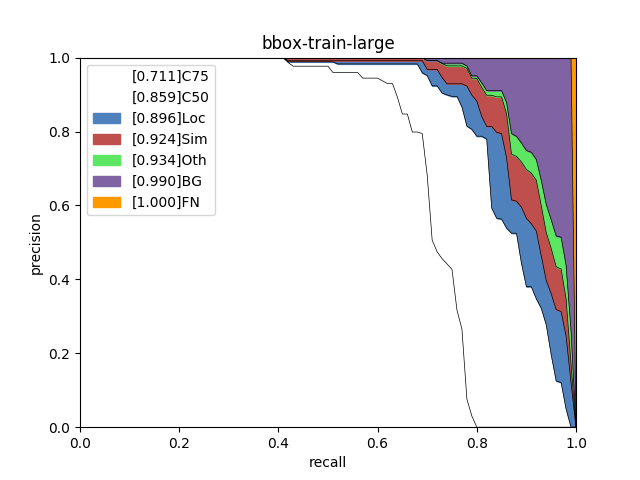 bbox-train-large
1.0
0.8
0.6
0.4
0.2
0.0
precision
[0.711]C75
[0.859]C50
[0.896]Loc
[0.924]Sim
[0.934]Oth
[0.990]BG
[1.000]FN
0.0 0.2 0.4 0.6 0.8 1.0
recall